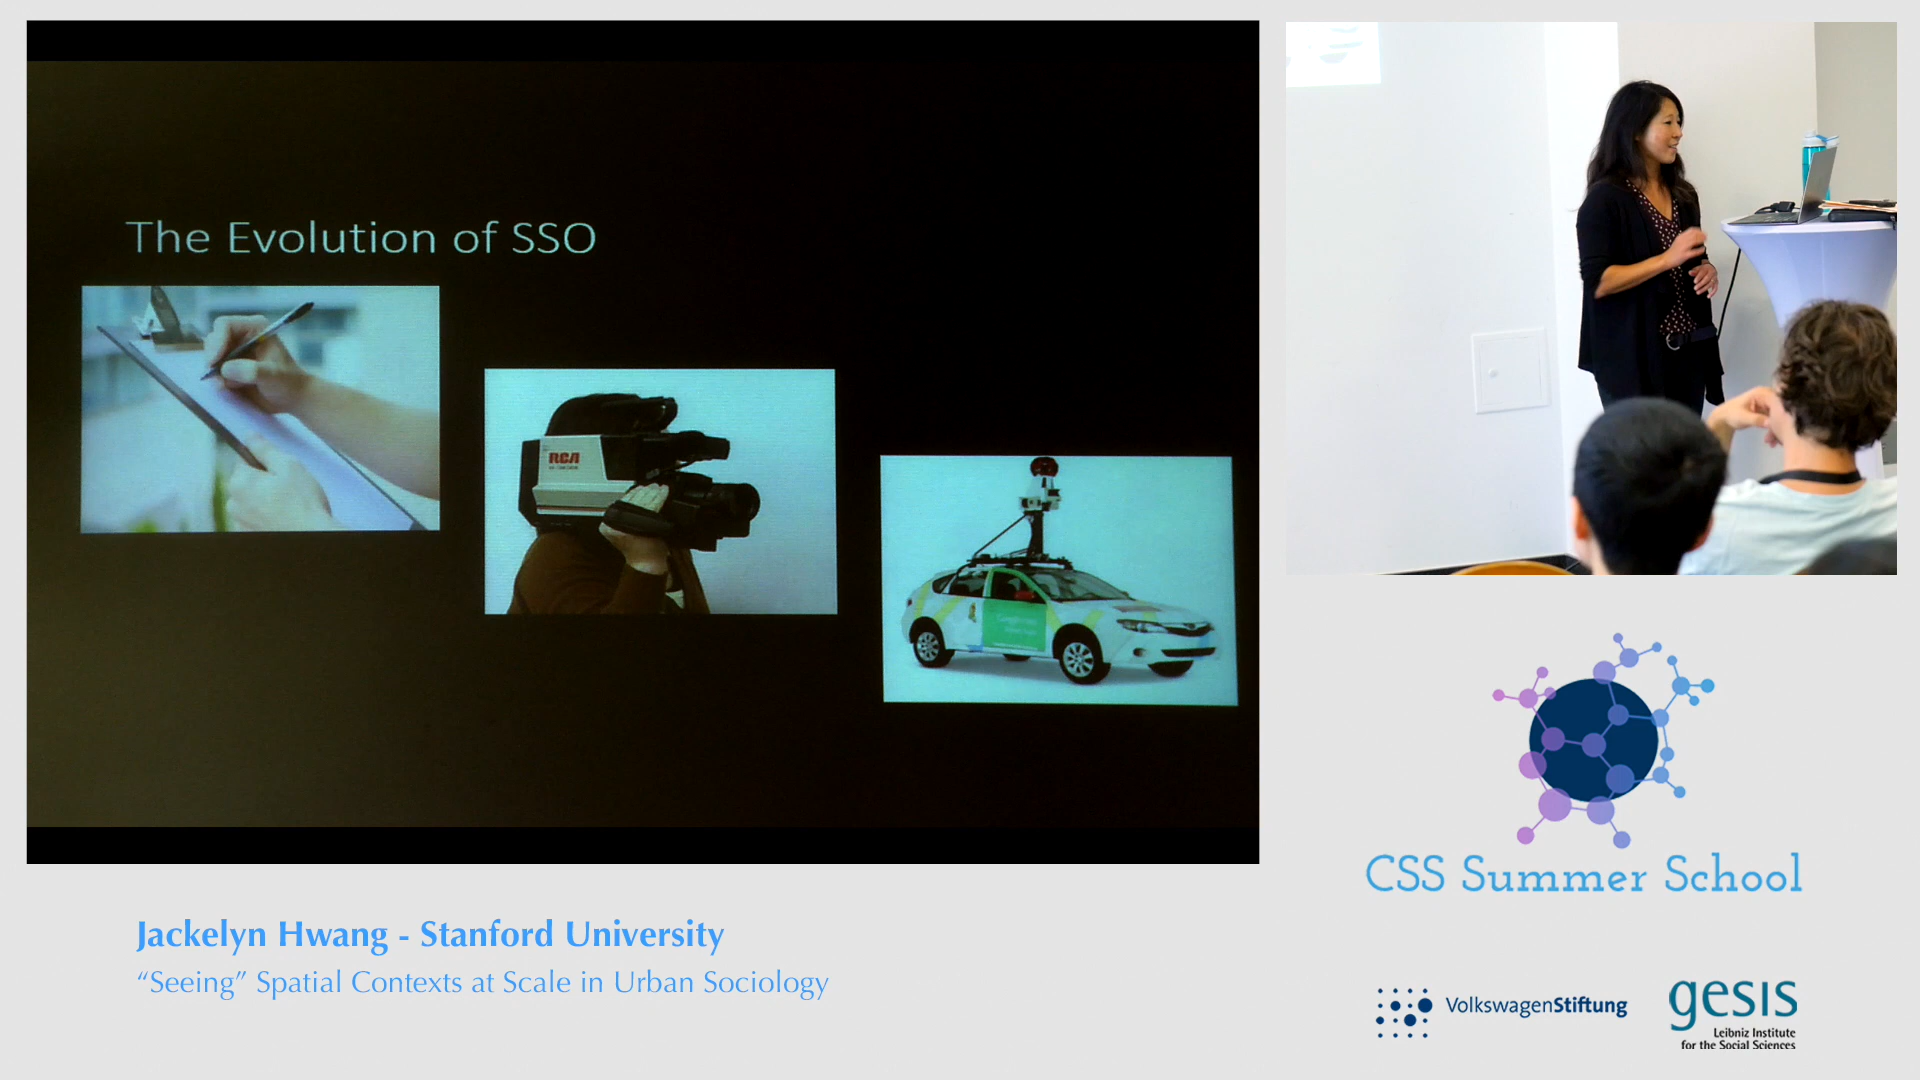 The Evolution of SSO
RCA
CSS Summer School
Jackelyn Hwang - Stanford University
“Seeing” Spatial Contexts at Scale in Urban Sociology
VolkswagenStiftung
gesis
Leibniz Institute
for the Social Sciences